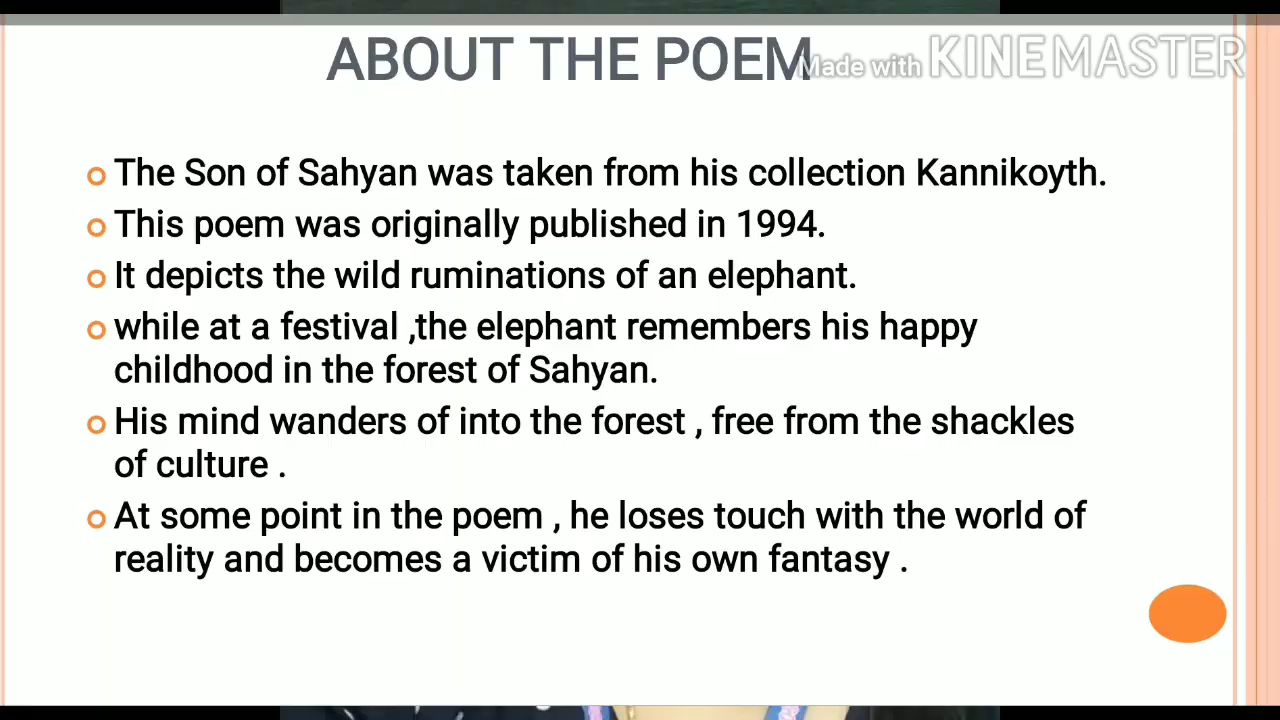 ABOUT THE POEM
Made with KINEMASTER
The Son of Sahyan was taken from his collection Kannikoyth.
This poem was originally published in 1994.
It depicts the wild ruminations of an elephant.
while at a festival ,the elephant remembers his happy
childhood in the forest of Sahyan.
His mind wanders of into the forest , free from the shackles
of culture .
At some point in the poem , he loses touch with the world of
reality and becomes a victim of his own fantasy .